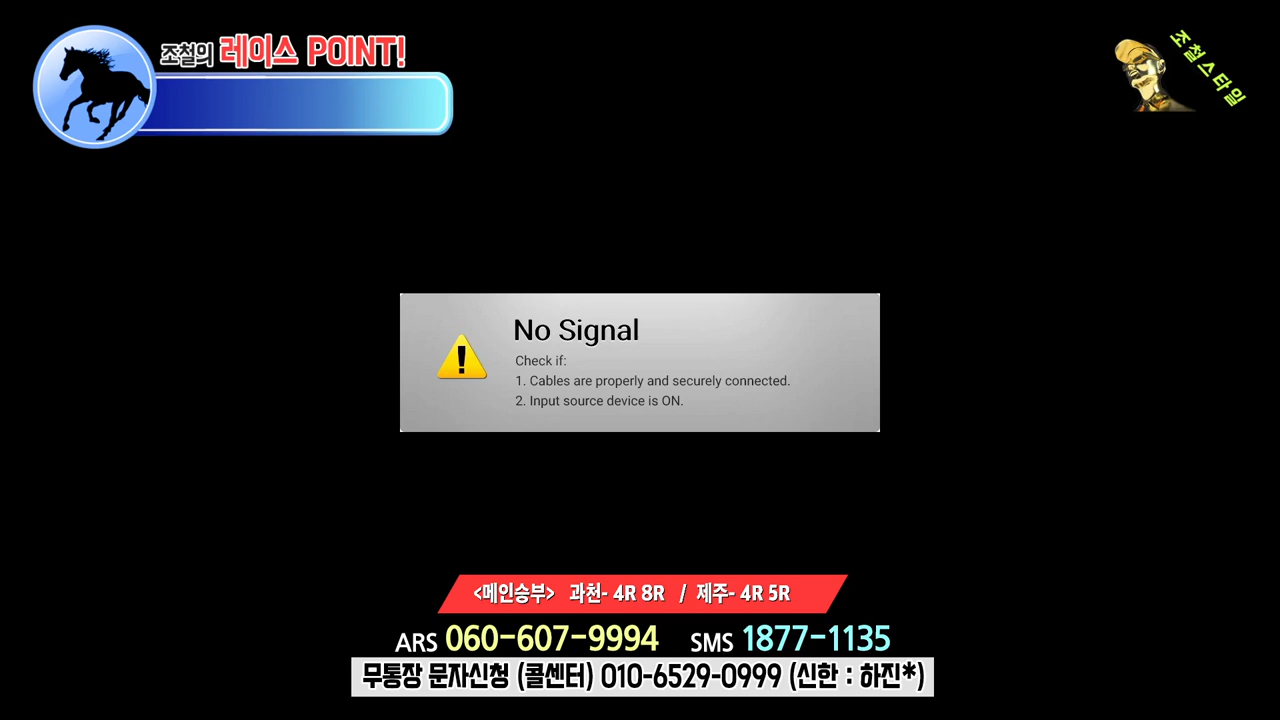 조철의 레이스 POINT!
조철스타일
No Signal
Check if:
1. Cables are properly and securely connected.
2. Input source device is ON.
<메인승부> 과천- 4R 8R / 제주- 4R 5R
ARS 060-607-9994 SMS 1877-1135
무통장 문자신청 (콜센터) 010-6529-0999 (신한 : 하진*)